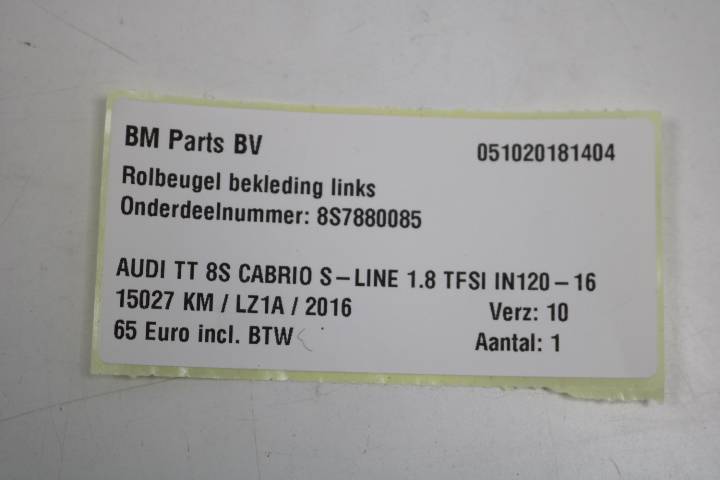 BM Parts BV 051020181404
Rolbeugel bekleding links
Onderdeelnummer: 8S7880085
AUDI TT 8S CABRIO S-LINE 1.8 TFSI IN120-16
15027 KM / LZ1A / 2016 Verz: 10
65 Euro incl. BTW Aantal: 1